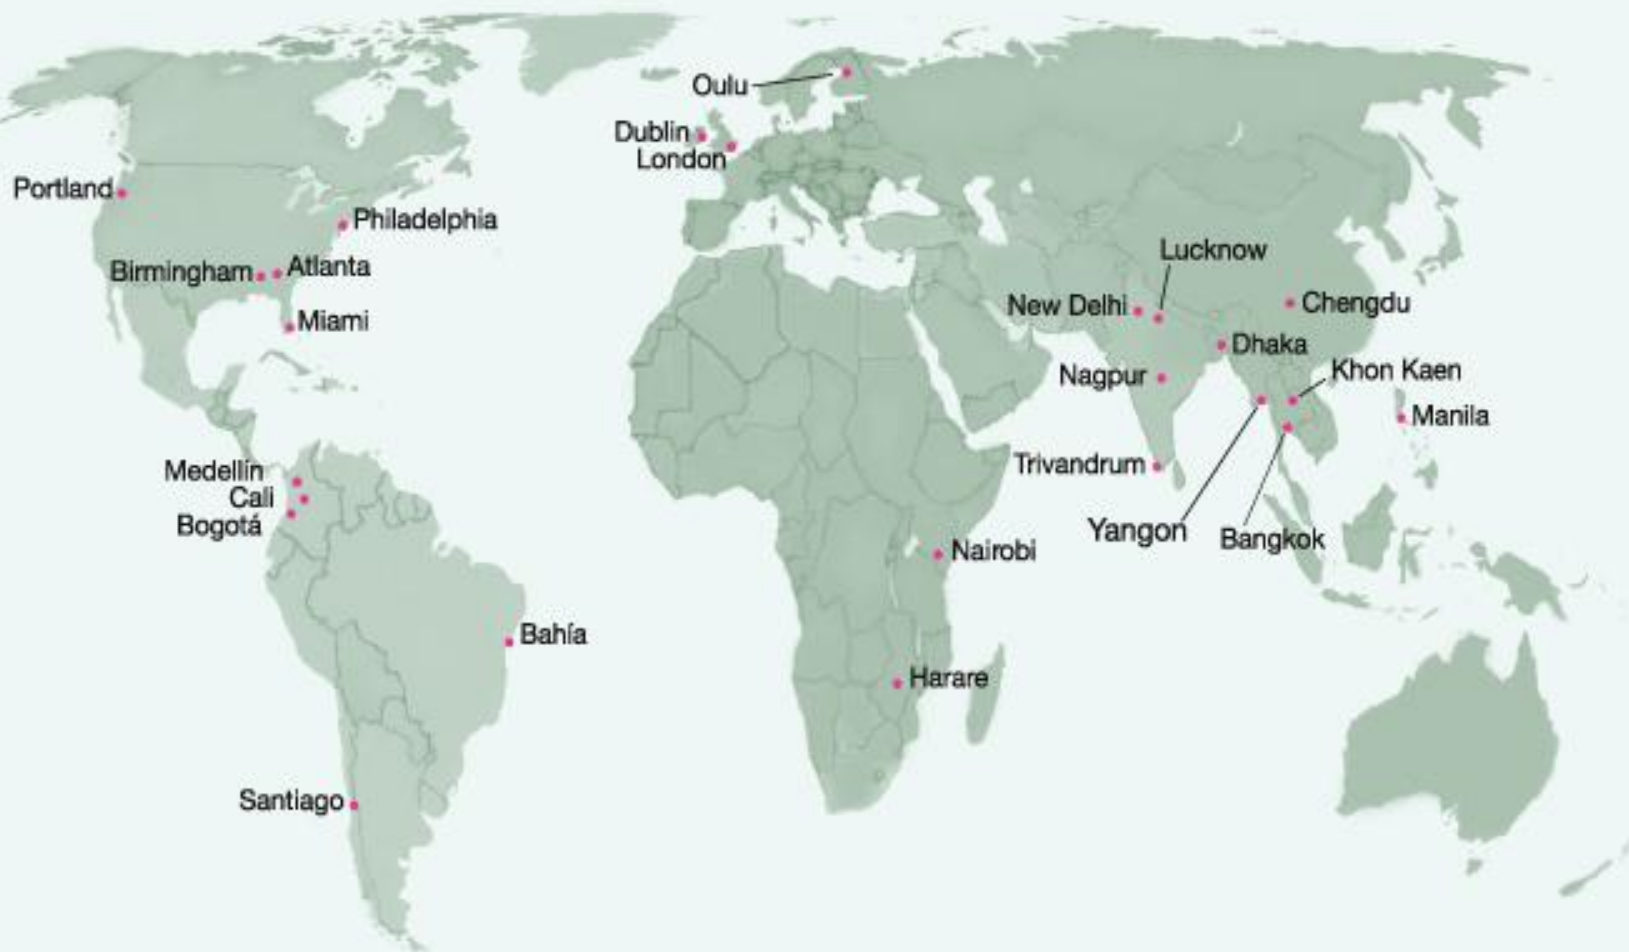 Oulu
Dublin
London
Portland
Philadelphia
Birmingham
Atlanta
Miami
Lucknow
New Delhi
Chengdu
Dhaka
Nagpur
Khon Kaen
Manila
Trivandrum
Medellín
Cali
Bogotá
Yangon
Bangkok
Nairobi
Bahía
Harare
Santiago